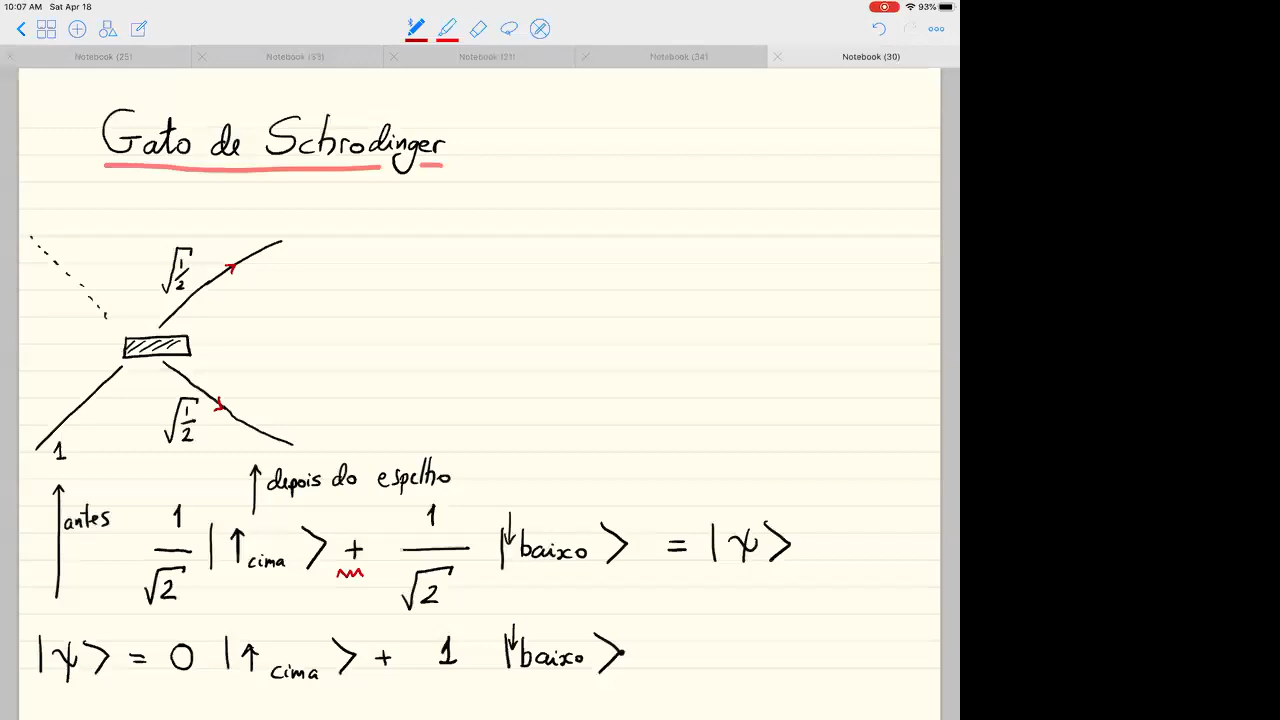 10:07 AM Sat Apr 18 93%
Notebook (25) Notebook (53) Notebook (21) Notebook (34) Notebook (30)
Gato de Schrodinger
√1/2
1
√1/2
↑ depois do espelho
↑ antes
1/√2 |↑cima⟩ + 1/√2 |↓baixo⟩ = |ψ⟩
|ψ⟩ = 0 |↑cima⟩ + 1 |↓baixo⟩